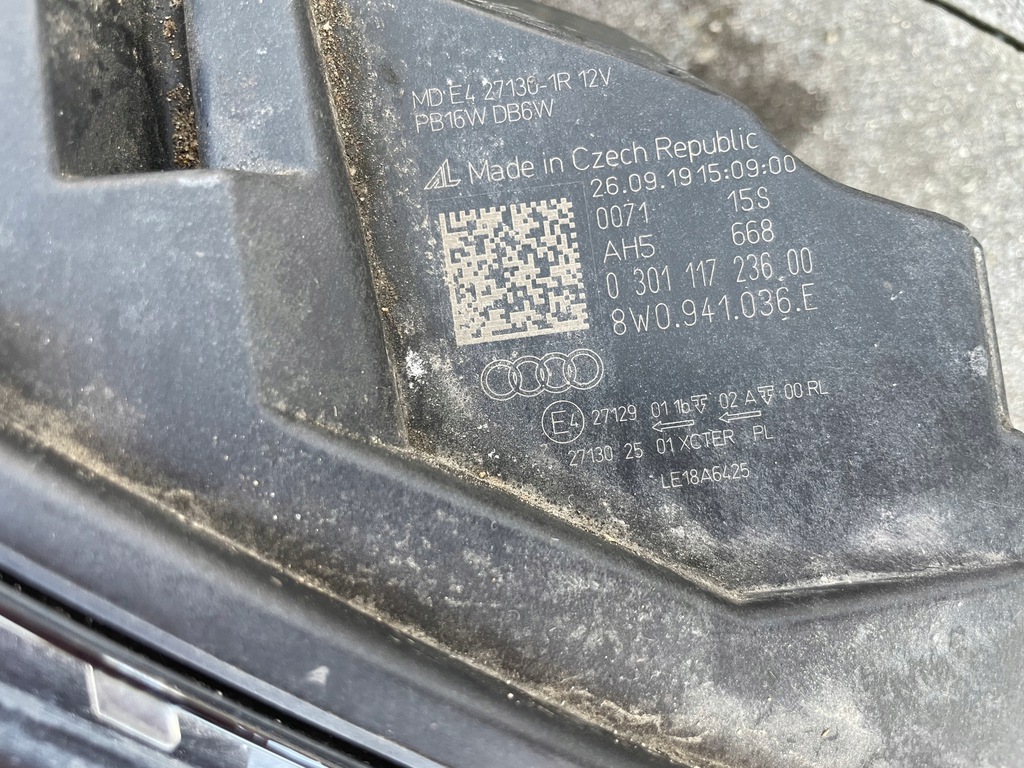 MD E4 27130-1R 12V
PB16W DB6W
AL Made in Czech Republic
26.09.19 15:09:00
0071 15S
AH5 668
0 301 117 236.00
8W0.941.036.E
E4 27129 01 1b 02 A 00 RL
27130 25 01 XCTER PL
LE18A6425